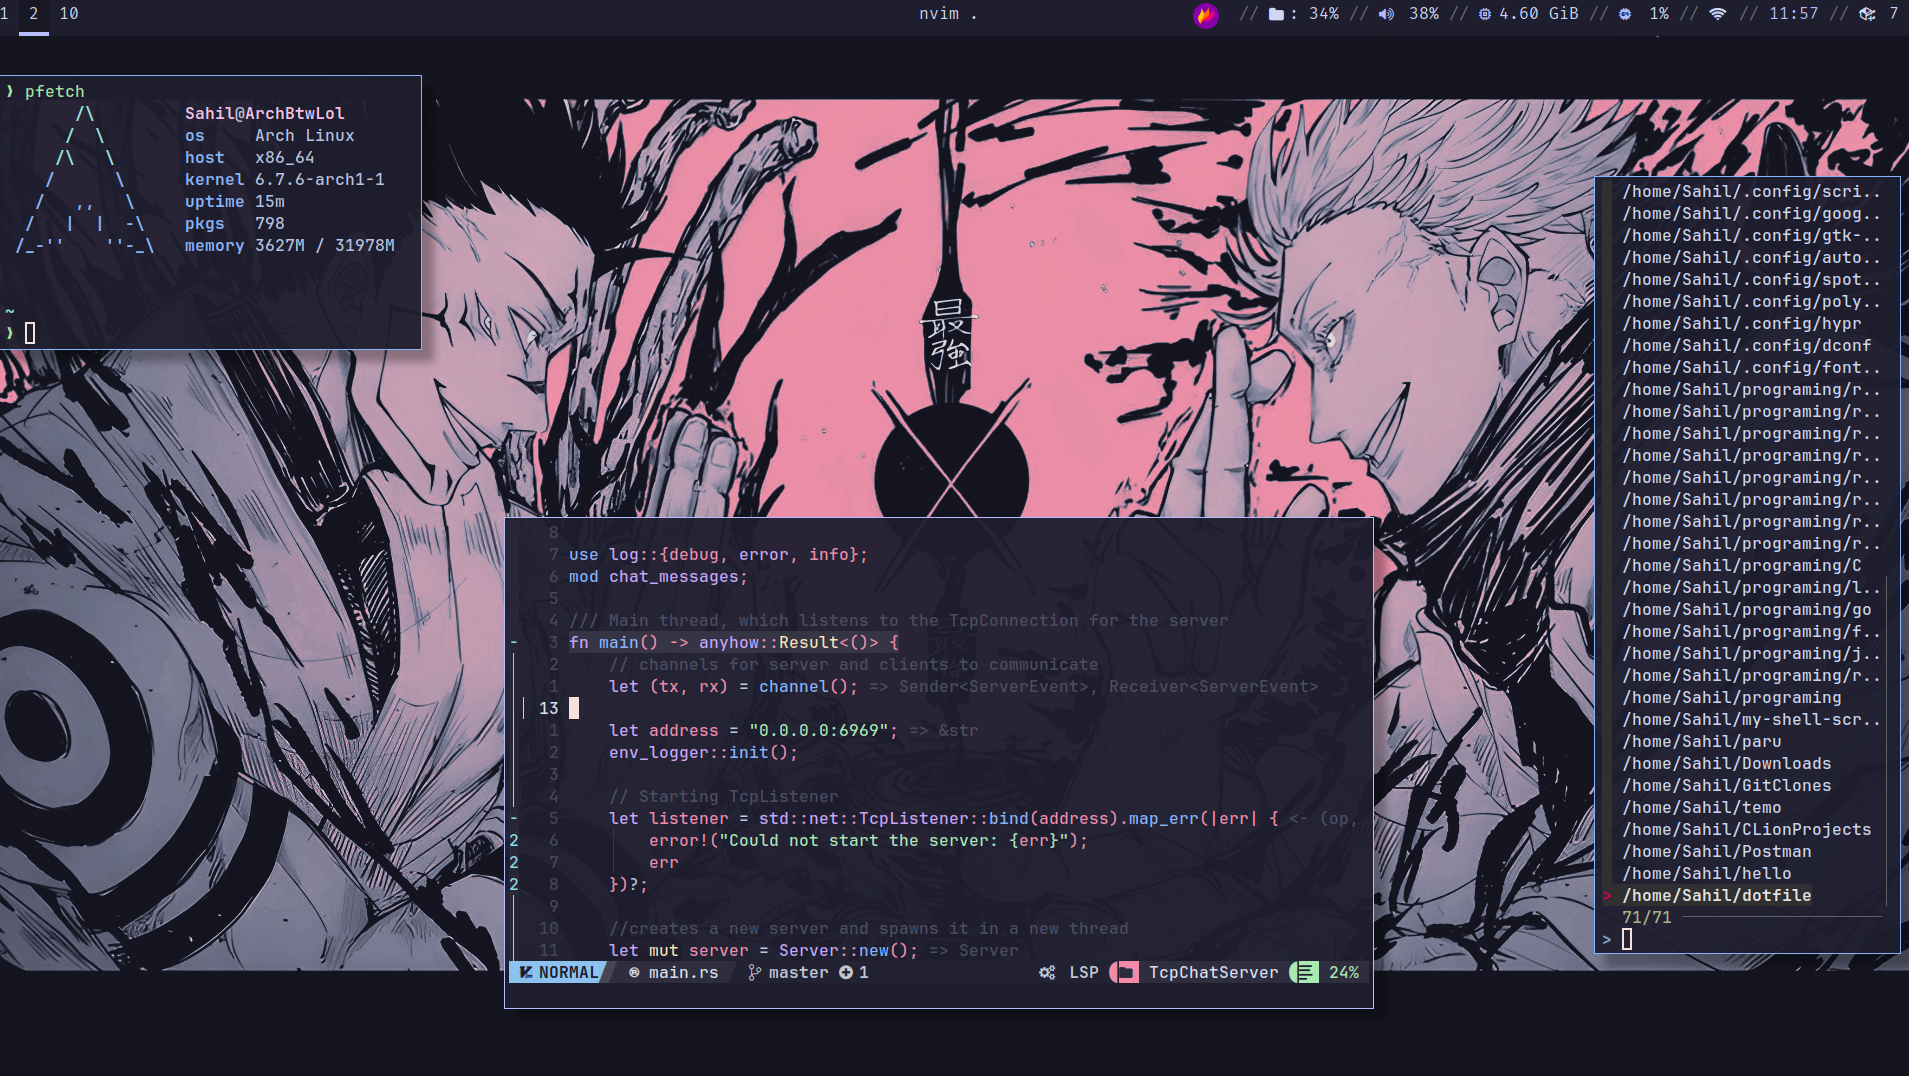 1 2 10
nvim .
// : 34% // 38% // 4.60 GiB // 1% // // 11:57 // 7
❯ pfetch
Sahil@ArchBtwLol
os Arch Linux
host x86_64
kernel 6.7.6-arch1-1
uptime 15m
pkgs 798
memory 3627M / 31978M
~
❯
最
強
8
7 use log::{debug, error, info};
6 mod chat_messages;
5
4 /// Main thread, which listens to the TcpConnection for the server
- 3 fn main() -> anyhow::Result<()> {
2 // channels for server and clients to communicate
1 let (tx, rx) = channel(); => Sender<ServerEvent>, Receiver<ServerEvent>
13
1 let address = "0.0.0.0:6969"; => &str
2 env_logger::init();
3
4 // Starting TcpListener
- 5 let listener = std::net::TcpListener::bind(address).map_err(|err| { <- (op,
2 6 error!("Could not start the server: {err}");
2 7 err
2 8 })?;
9
10 //creates a new server and spawns it in a new thread
11 let mut server = Server::new(); => Server
NORMAL main.rs master 1 LSP TcpChatServer 24%
/home/Sahil/.config/scri..
/home/Sahil/.config/goog..
/home/Sahil/.config/gtk-..
/home/Sahil/.config/auto..
/home/Sahil/.config/spot..
/home/Sahil/.config/poly..
/home/Sahil/.config/hypr
/home/Sahil/.config/dconf
/home/Sahil/.config/font..
/home/Sahil/programing/r..
/home/Sahil/programing/r..
/home/Sahil/programing/r..
/home/Sahil/programing/r..
/home/Sahil/programing/r..
/home/Sahil/programing/r..
/home/Sahil/programing/r..
/home/Sahil/programing/r..
/home/Sahil/programing/C
/home/Sahil/programing/l..
/home/Sahil/programing/go
/home/Sahil/programing/f..
/home/Sahil/programing/j..
/home/Sahil/programing/r..
/home/Sahil/programing
/home/Sahil/my-shell-scr..
/home/Sahil/paru
/home/Sahil/Downloads
/home/Sahil/GitClones
/home/Sahil/temo
/home/Sahil/CLionProjects
/home/Sahil/Postman
/home/Sahil/hello
> /home/Sahil/dotfile
71/71
>